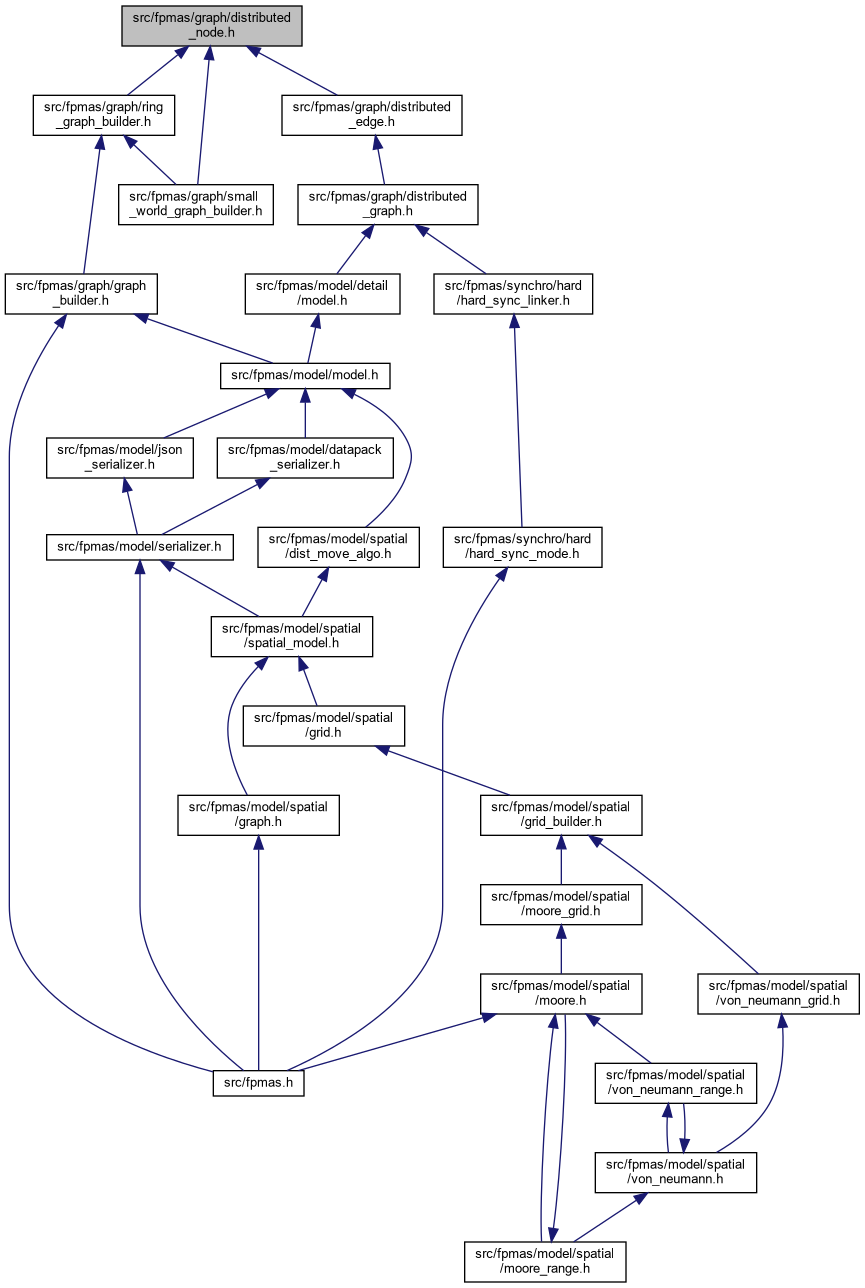 src/fpmas/graph/distributed
_node.h
src/fpmas/graph/ring
_graph_builder.h
src/fpmas/graph/distributed
_edge.h
src/fpmas/graph/small
_world_graph_builder.h
src/fpmas/graph/distributed
_graph.h
src/fpmas/graph/graph
_builder.h
src/fpmas/model/detail
/model.h
src/fpmas/synchro/hard
/hard_sync_linker.h
src/fpmas/model/model.h
src/fpmas/model/json
_serializer.h
src/fpmas/model/datapack
_serializer.h
src/fpmas/model/serializer.h
src/fpmas/model/spatial
/dist_move_algo.h
src/fpmas/synchro/hard
/hard_sync_mode.h
src/fpmas/model/spatial
/spatial_model.h
src/fpmas/model/spatial
/grid.h
src/fpmas/model/spatial
/graph.h
src/fpmas/model/spatial
/grid_builder.h
src/fpmas/model/spatial
/moore_grid.h
src/fpmas/model/spatial
/moore.h
src/fpmas/model/spatial
/von_neumann_grid.h
src/fpmas.h
src/fpmas/model/spatial
/von_neumann_range.h
src/fpmas/model/spatial
/von_neumann.h
src/fpmas/model/spatial
/moore_range.h